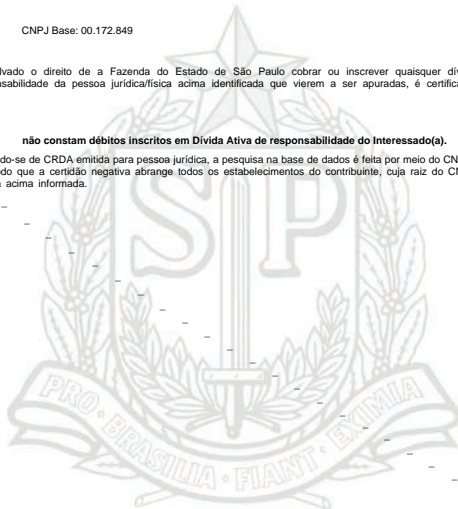 CNPJ Base: 00.172.849
lvado o direito de a Fazenda do Estado de São Paulo cobrar ou inscrever quaisquer dív
nsabilidade da pessoa jurídica/física acima identificada que vierem a ser apuradas, é certifica
não constam débitos inscritos em Dívida Ativa de responsabilidade do Interessado(a).
do-se de CRDA emitida para pessoa jurídica, a pesquisa na base de dados é feita por meio do CN
do que a certidão negativa abrange todos os estabelecimentos do contribuinte, cuja raiz do CN
a acima informada.
SP
PRO · BRASILIA · FIANT · EXIMIA